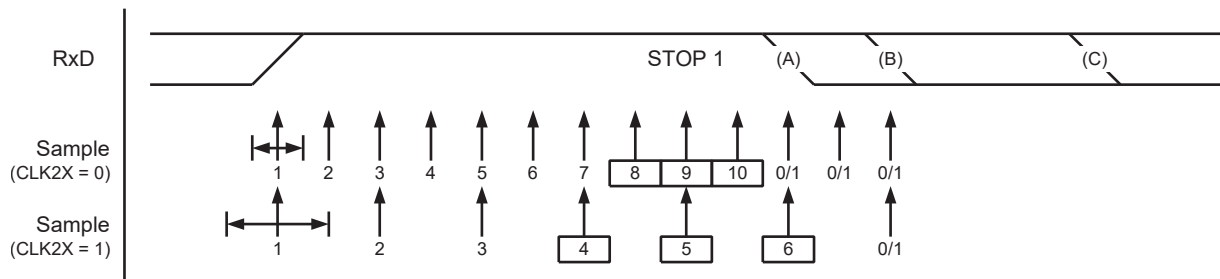 RxD STOP 1 (A) (B) (C)
Sample
(CLK2X = 0) 1 2 3 4 5 6 7 8 9 10 0/1 0/1 0/1
Sample
(CLK2X = 1) 1 2 3 4 5 6 0/1